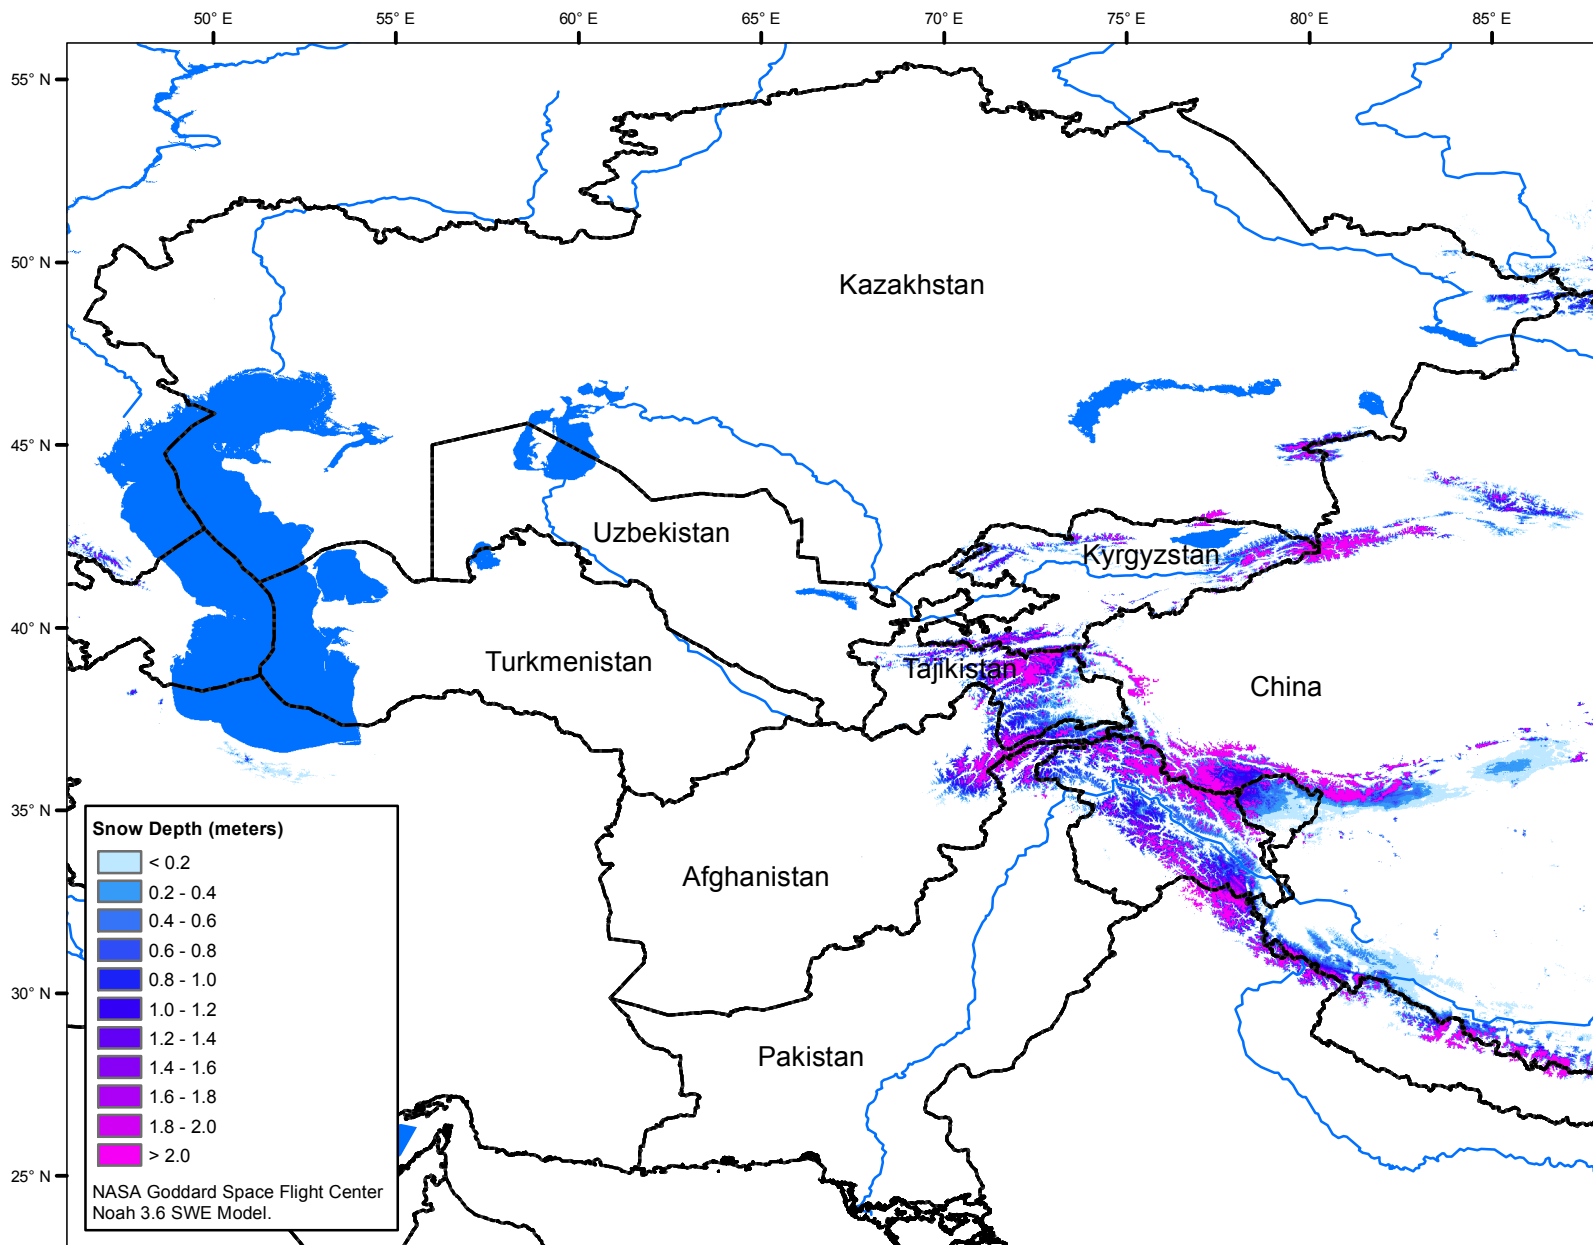 50° E
55° E
60° E
65° E
70° E
75° E
80° E
85° E
55° N
50° N
45° N
40° N
35° N
30° N
25° N
Kazakhstan
Uzbekistan
Kyrgyzstan
Turkmenistan
Tajikistan
China
Afghanistan
Pakistan
Snow Depth (meters)
< 0.2
0.2 - 0.4
0.4 - 0.6
0.6 - 0.8
0.8 - 1.0
1.0 - 1.2
1.2 - 1.4
1.4 - 1.6
1.6 - 1.8
1.8 - 2.0
> 2.0
NASA Goddard Space Flight Center
Noah 3.6 SWE Model.